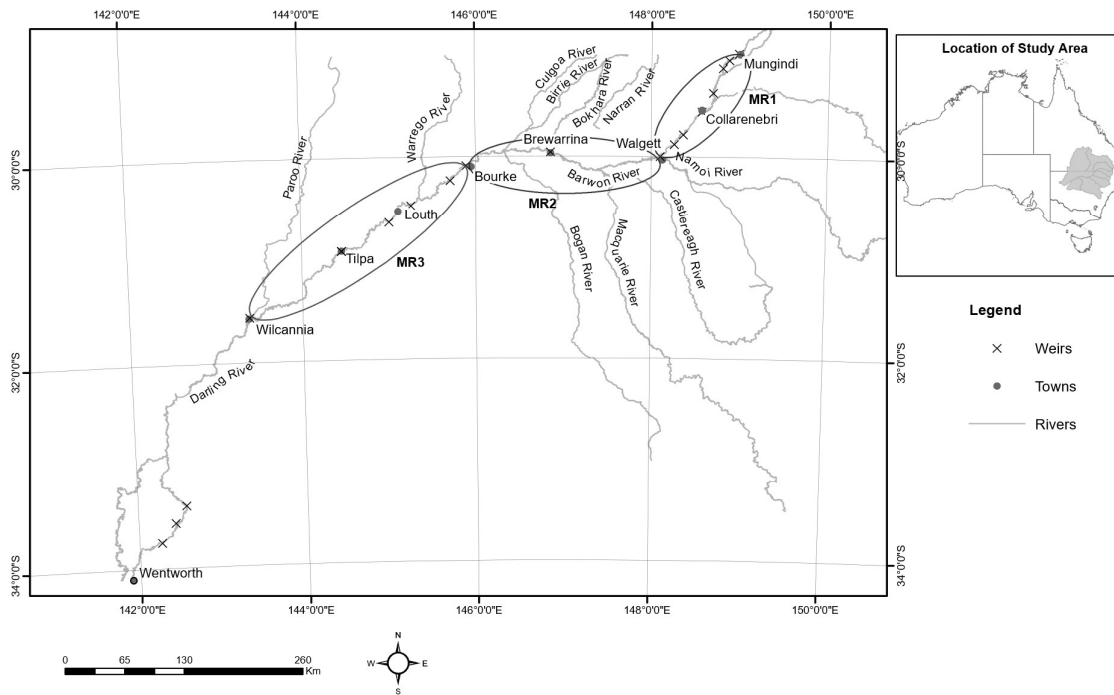 142°0'0"E
144°0'0"E
146°0'0"E
148°0'0"E
150°0'0"E
Location of Study Area
Mungindi
MR1
Culgoa River
Birrie River
Bokhara River
Narran River
Warrego River
Paroo River
Collarenebri
Brewarrina
Walgett
30°0'0"S
30°0'0"S
Bourke
Barwon River
Namoi River
MR2
Louth
Castlereagh River
Macquarie River
Bogan River
Tilpa
MR3
Wilcannia
Legend
Weirs
Towns
Rivers
32°0'0"S
32°0'0"S
Darling River
34°0'0"S
34°0'0"S
Wentworth
142°0'0"E
144°0'0"E
146°0'0"E
148°0'0"E
150°0'0"E
0 65 130 260
Km
N
W E
S